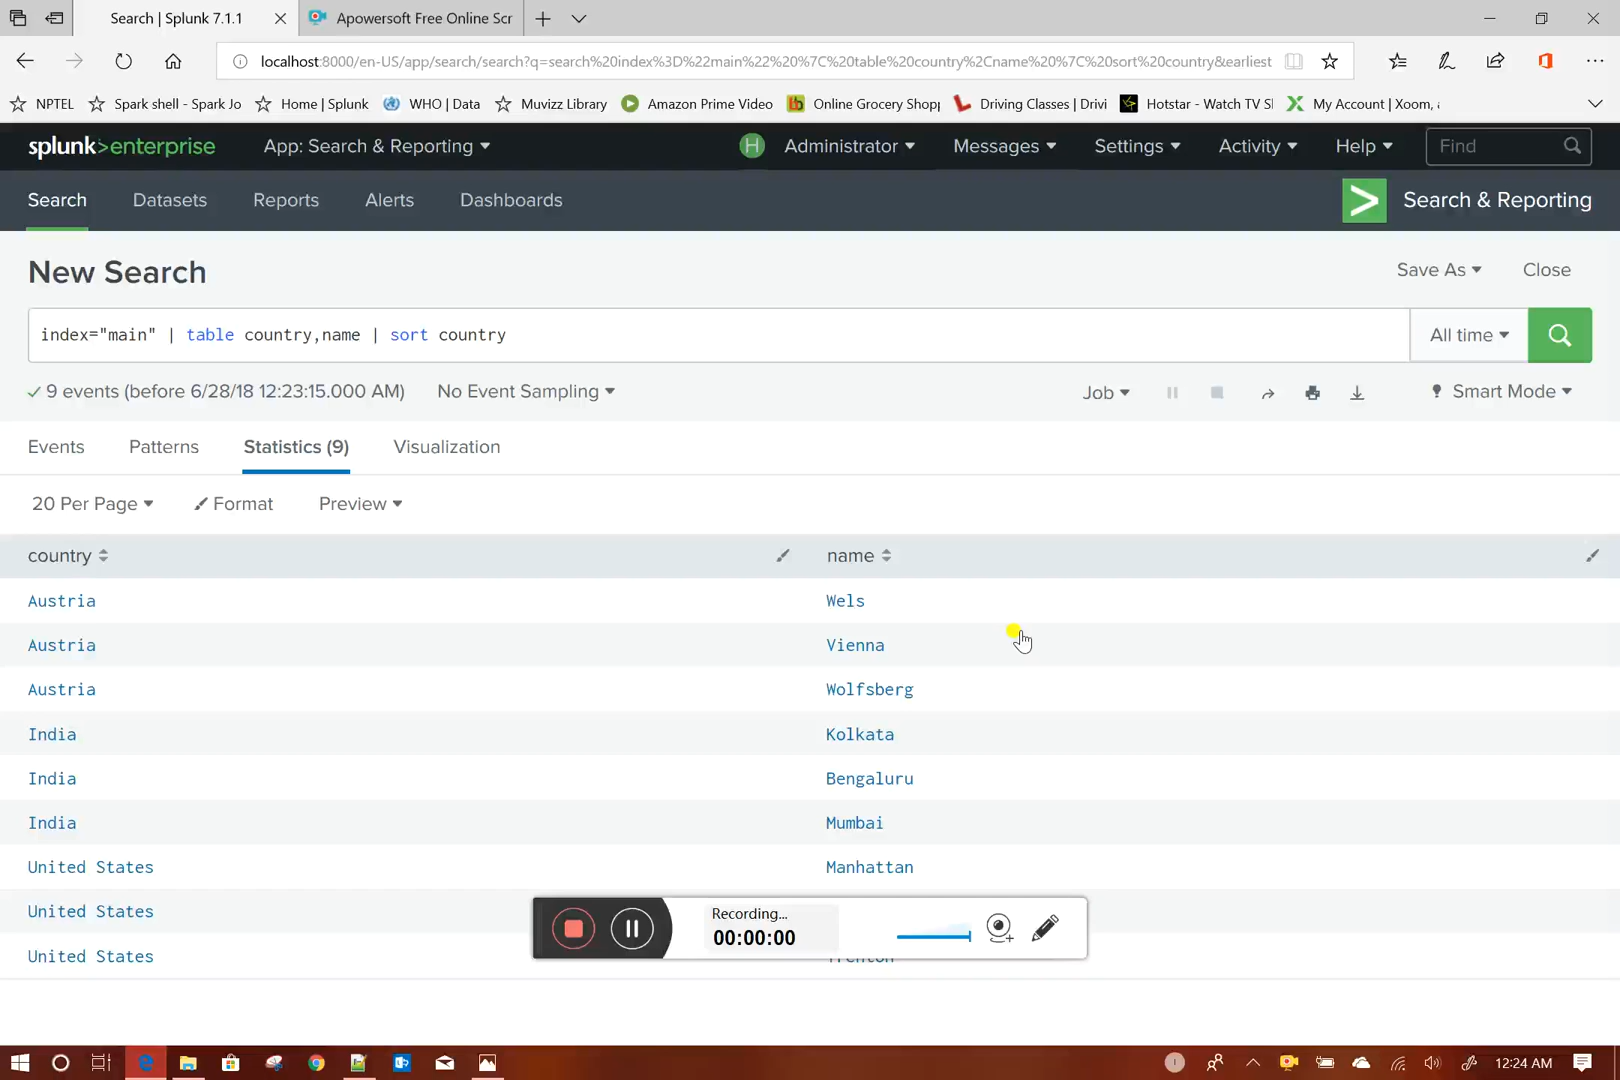 Search | Splunk 7.1.1
Apowersoft Free Online Scr
localhost:8000/en-US/app/search/search?q=search%20index%3D%22main%22%20%7C%20table%20country%2Cname%20%7C%20sort%20country&earliest
NPTEL
Spark shell - Spark Jo
Home | Splunk
WHO | Data
Muvizz Library
Amazon Prime Video
Online Grocery Shopp
Driving Classes | Drivi
Hotstar - Watch TV S
My Account | Xoom, a
splunk>enterprise
App: Search & Reporting
H
Administrator
Messages
Settings
Activity
Help
Find
Search
Datasets
Reports
Alerts
Dashboards
Search & Reporting
New Search
Save As
Close
index="main" | table country,name | sort country
All time
9 events (before 6/28/18 12:23:15.000 AM)
No Event Sampling
Job
Smart Mode
Events
Patterns
Statistics (9)
Visualization
20 Per Page
Format
Preview
country
name
Austria
Wels
Austria
Vienna
Austria
Wolfsberg
India
Kolkata
India
Bengaluru
India
Mumbai
United States
Manhattan
United States
United States
Trenton
Recording...
00:00:00
12:24 AM